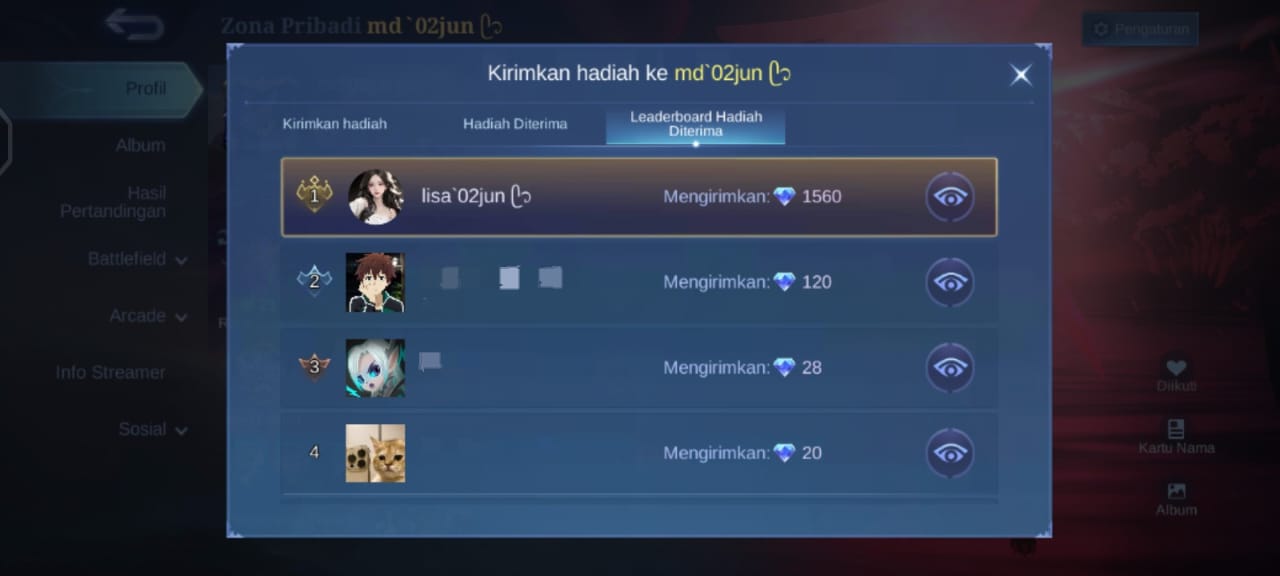 Zona Pribadi md`02jun
Pengaturan
Kirimkan hadiah ke md`02jun
Kirimkan hadiah
Hadiah Diterima
Leaderboard Hadiah
Diterima
Profil
Album
Hasil
Pertandingan
Battlefield
Arcade
Info Streamer
Sosial
1 lisa`02jun Mengirimkan: 1560
2 Mengirimkan: 120
3 Mengirimkan: 28
4 Mengirimkan: 20
Diikuti
Kartu Nama
Album